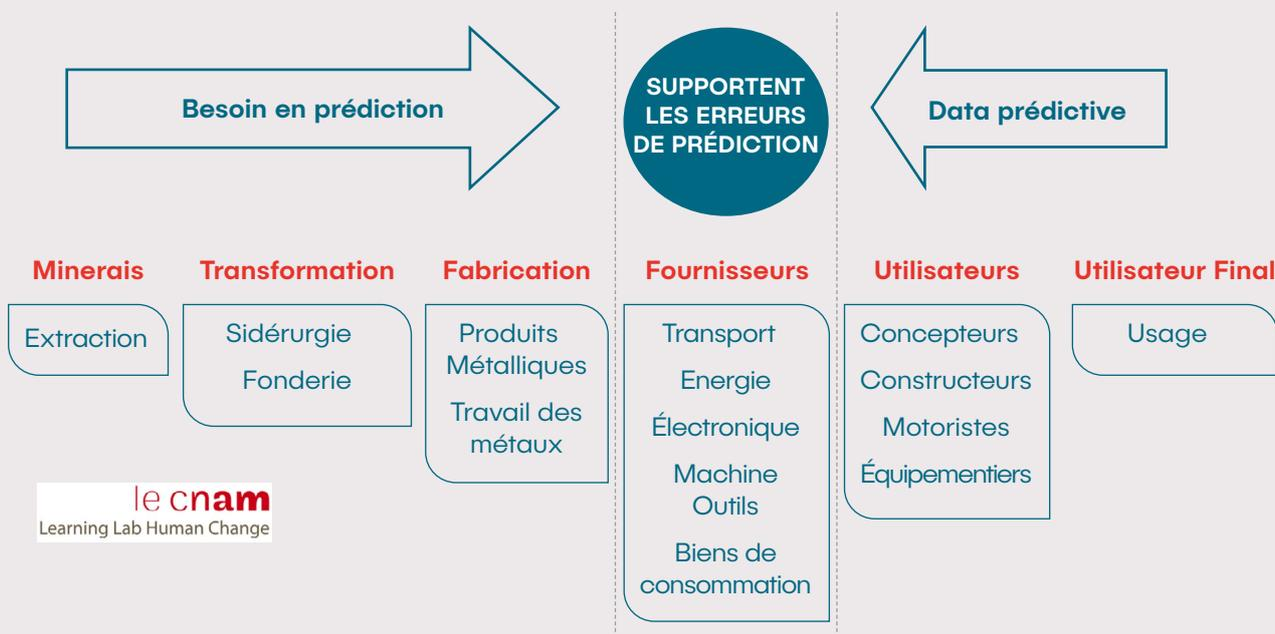 Besoin en prédiction
SUPPORTENT
LES ERREURS
DE PRÉDICTION
Data prédictive
Minerais
Extraction
Transformation
Sidérurgie
Fonderie
Fabrication
Produits
Métalliques
Travail des
métaux
Fournisseurs
Transport
Energie
Électronique
Machine
Outils
Biens de
consommation
Utilisateurs
Concepteurs
Constructeurs
Motoristes
Équipementiers
Utilisateur Final
Usage
le cnam
Learning Lab Human Change